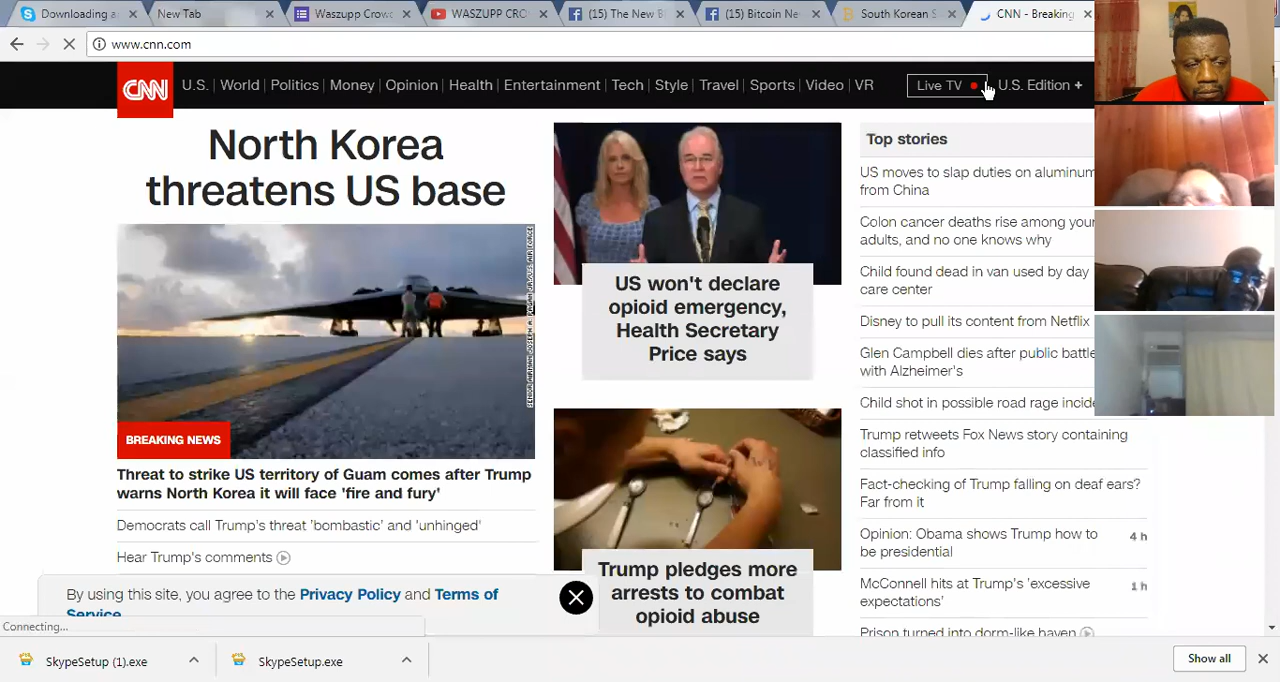 Downloading a
New Tab
Waszupp Crow
WASZUPP CRO
(15) The New B
(15) Bitcoin Ne
South Korean S
CNN - Breaking
www.cnn.com
CNN
U.S.
World
Politics
Money
Opinion
Health
Entertainment
Tech
Style
Travel
Sports
Video
VR
Live TV
U.S. Edition +
North Korea
threatens US base
BREAKING NEWS
Threat to strike US territory of Guam comes after Trump
warns North Korea it will face 'fire and fury'
Democrats call Trump's threat 'bombastic' and 'unhinged'
Hear Trump's comments
By using this site, you agree to the Privacy Policy and Terms of
Service
Connecting...
US won't declare
opioid emergency,
Health Secretary
Price says
Trump pledges more
arrests to combat
opioid abuse
Top stories
US moves to slap duties on aluminum
from China
Colon cancer deaths rise among your
adults, and no one knows why
Child found dead in van used by day
care center
Disney to pull its content from Netflix
Glen Campbell dies after public battle
with Alzheimer's
Child shot in possible road rage incide
Trump retweets Fox News story containing
classified info
Fact-checking of Trump falling on deaf ears?
Far from it
Opinion: Obama shows Trump how to
be presidential
4 h
McConnell hits at Trump's 'excessive
expectations'
1 h
Prison turned into dorm-like haven
SkypeSetup (1).exe
SkypeSetup.exe
Show all